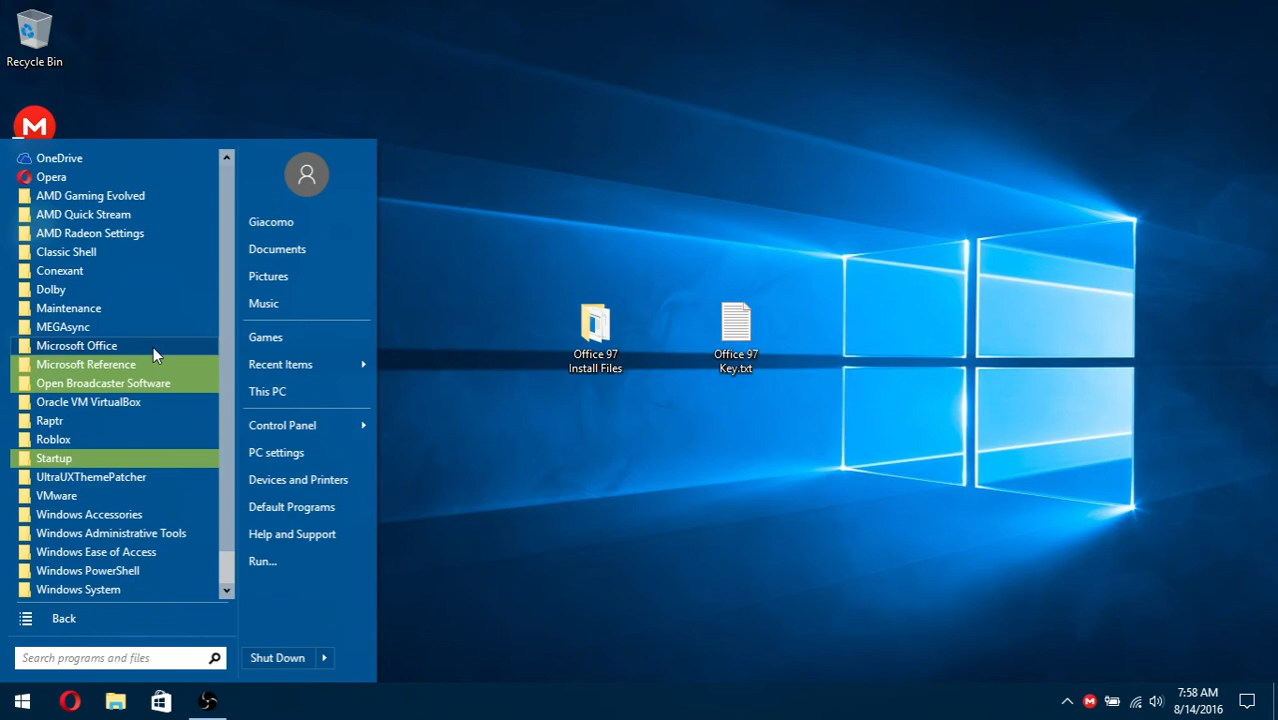 Recycle Bin
M
OneDrive
Opera
AMD Gaming Evolved
AMD Quick Stream
AMD Radeon Settings
Classic Shell
Conexant
Dolby
Maintenance
MEGAsync
Microsoft Office
Microsoft Reference
Open Broadcaster Software
Oracle VM VirtualBox
Raptr
Roblox
Startup
UltraUXThemePatcher
VMware
Windows Accessories
Windows Administrative Tools
Windows Ease of Access
Windows PowerShell
Windows System
Back
Search programs and files
Giacomo
Documents
Pictures
Music
Games
Recent Items
This PC
Control Panel
PC settings
Devices and Printers
Default Programs
Help and Support
Run...
Shut Down
Office 97
Install Files
Office 97
Key.txt
M
7:58 AM
8/14/2016